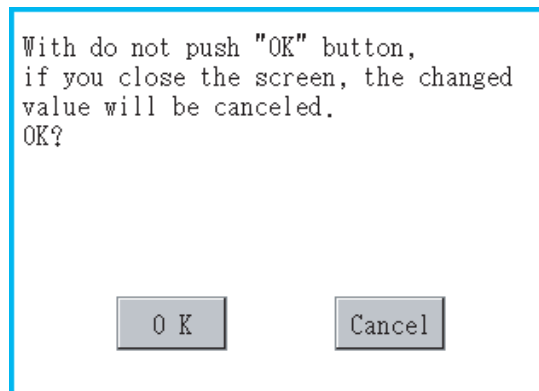 With do not push "OK" button,
if you close the screen, the changed
value will be canceled.
OK?
O K
Cancel